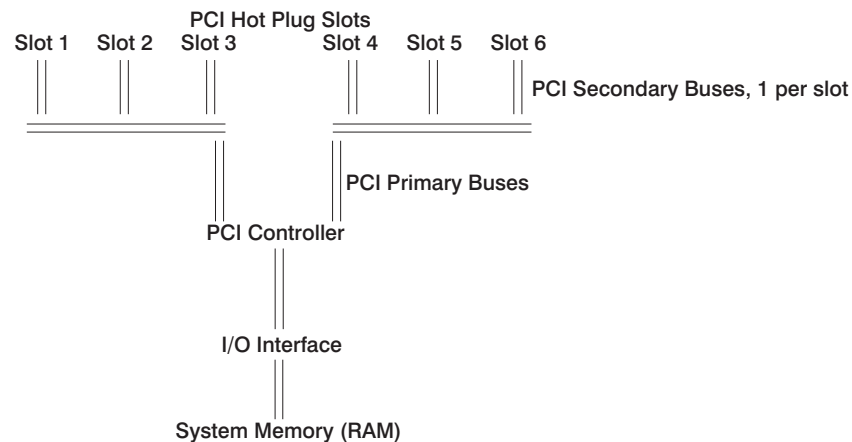 PCI Hot Plug Slots
Slot 1 Slot 2 Slot 3 Slot 4 Slot 5 Slot 6
PCI Secondary Buses, 1 per slot
PCI Primary Buses
PCI Controller
I/O Interface
System Memory (RAM)